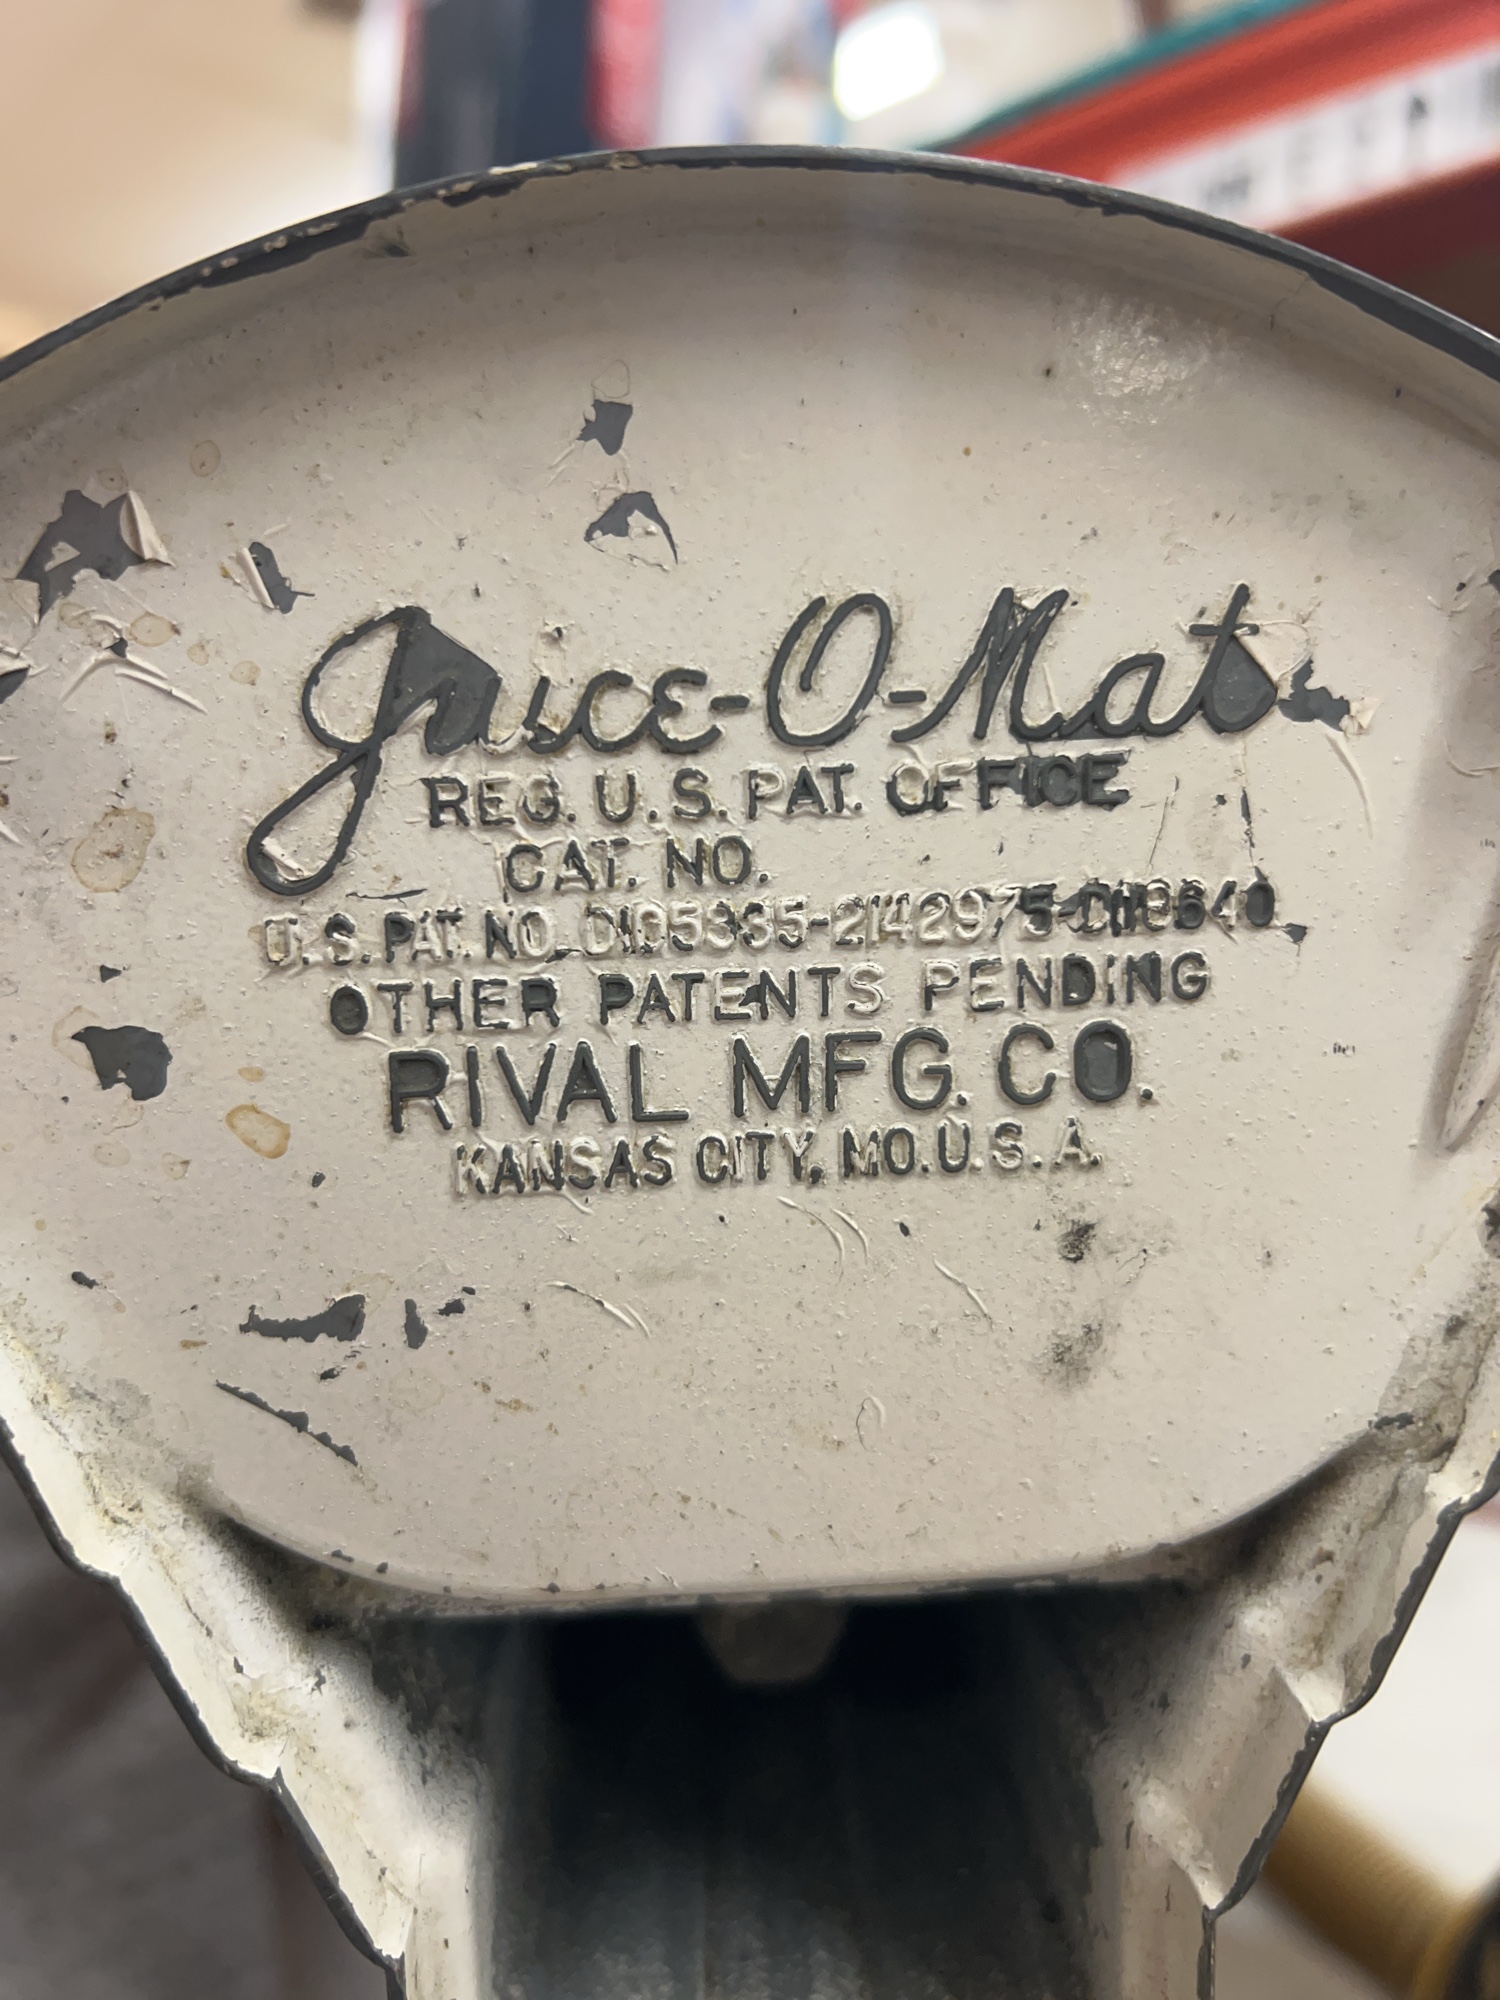 Juice-O-Mat
REG. U.S. PAT. OFFICE
CAT. NO.
U.S. PAT. NO. D105335-2142975-D118640
OTHER PATENTS PENDING
RIVAL MFG. CO.
KANSAS CITY, MO. U.S.A.